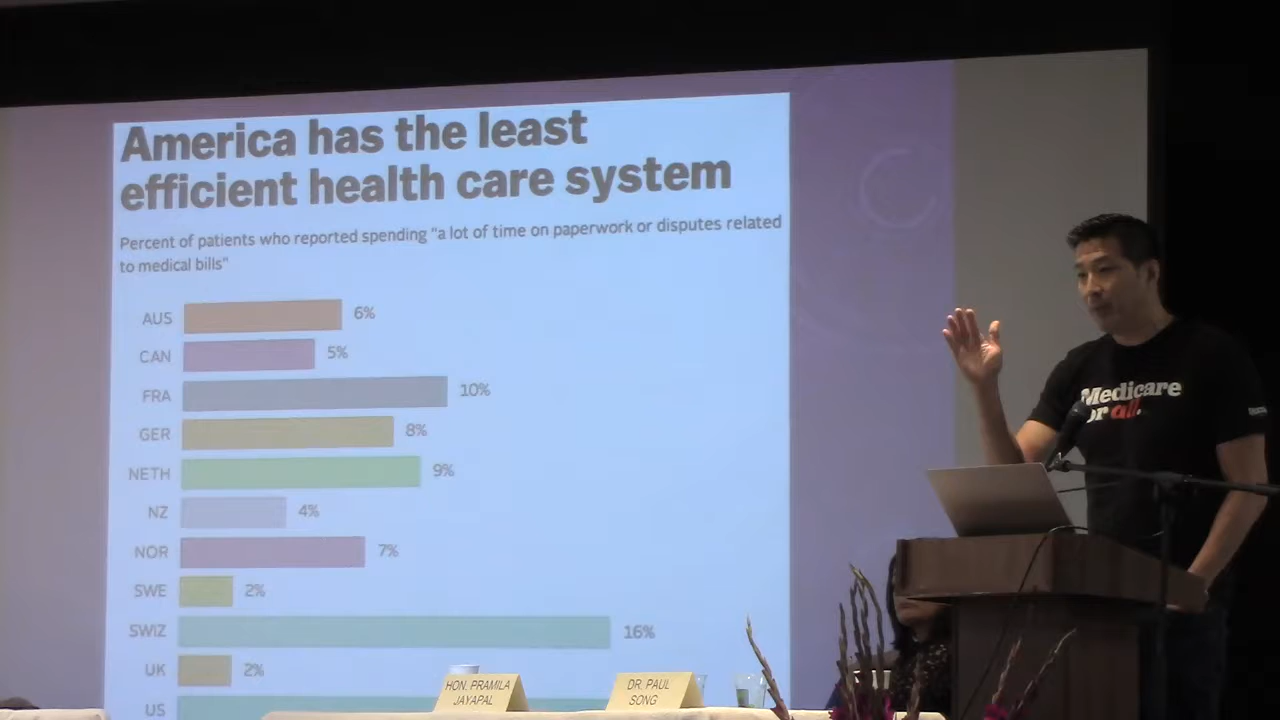 America has the least
efficient health care system
Percent of patients who reported spending "a lot of time on paperwork or disputes related
to medical bills"
AUS 6%
CAN 5%
FRA 10%
GER 8%
NETH 9%
NZ 4%
NOR 7%
SWE 2%
SWIZ 16%
UK 2%
US
HON. PRAMILA
JAYAPAL
DR. PAUL
SONG
Medicare
or all.